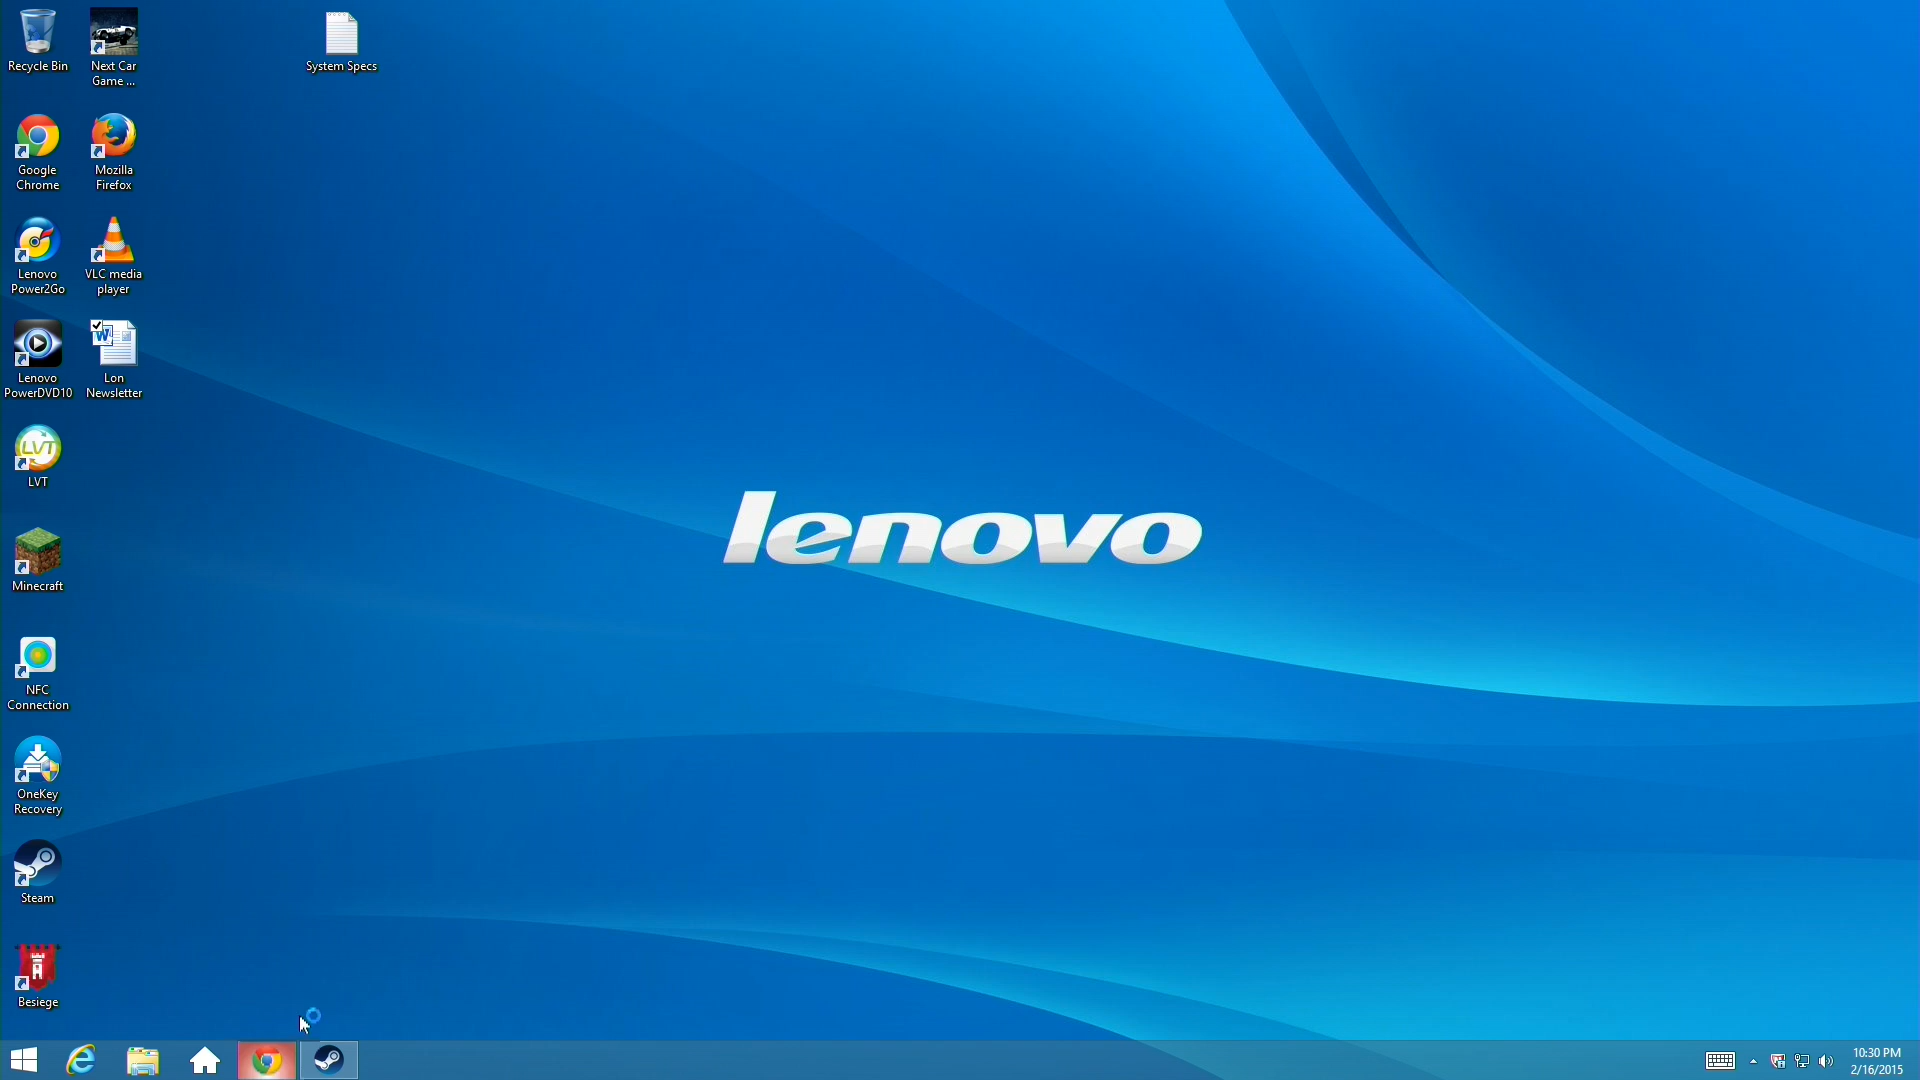 Recycle Bin
Next Car
Game ...
System Specs
Google
Chrome
Mozilla
Firefox
Lenovo
Power2Go
VLC media
player
Lenovo
PowerDVD10
W
Lon
Newsletter
LVT
LVT
lenovo
Minecraft
NFC
Connection
OneKey
Recovery
Steam
Besiege
10:30 PM
2/16/2015